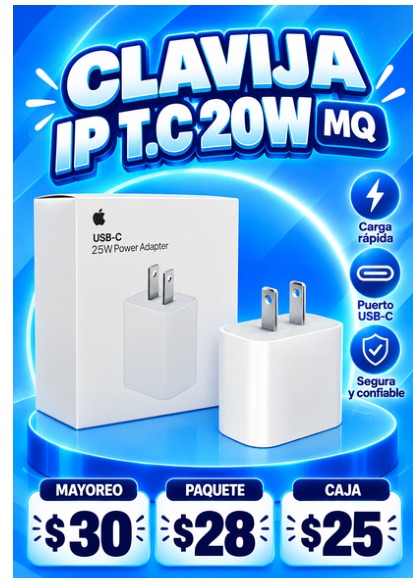 CLAVIJA
IP T.C 20W MQ
USB-C
25W Power Adapter
Carga
rápida
Puerto
USB-C
Segura
y confiable
MAYOREO
$30
PAQUETE
$28
CAJA
$25